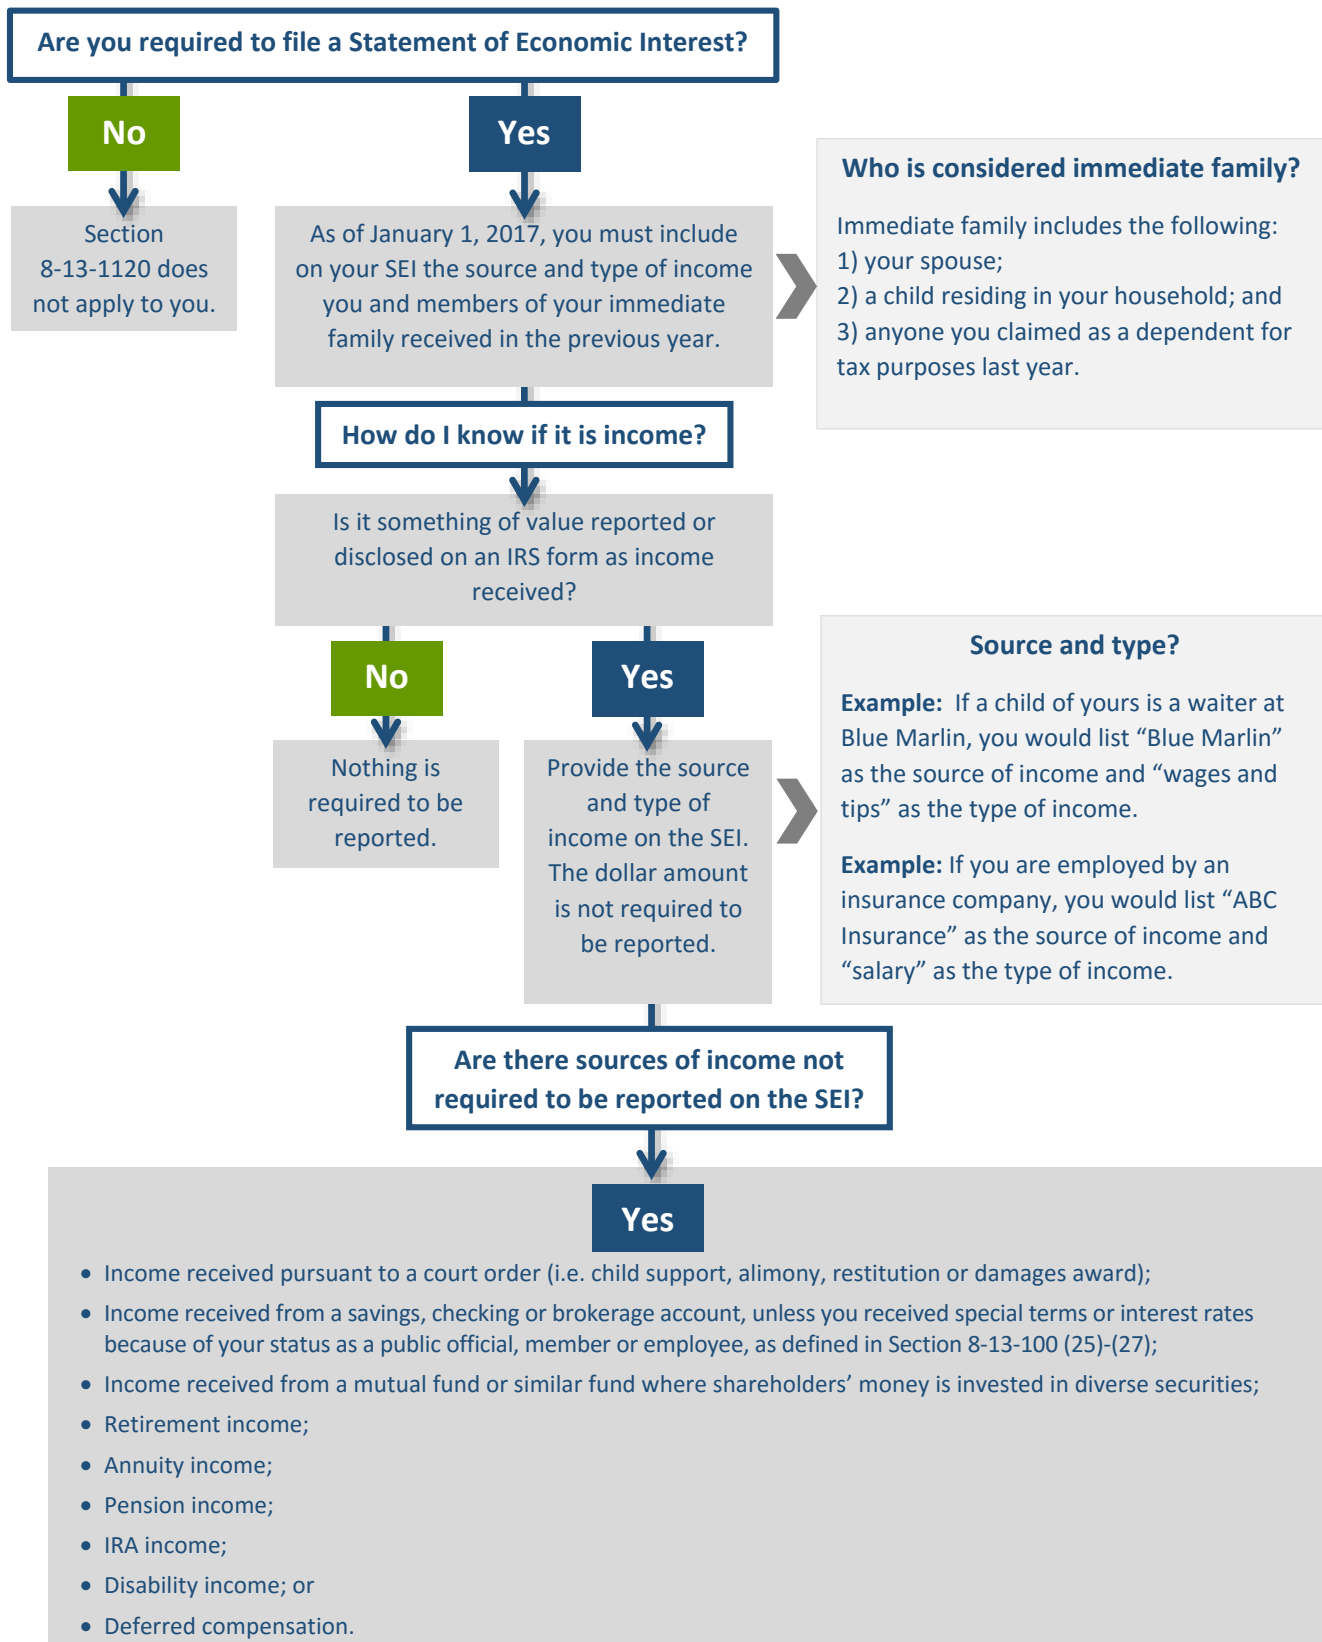 Are you required to file a Statement of Economic Interest?
No
Yes
Section
8-13-1120 does
not apply to you.
As of January 1, 2017, you must include
on your SEI the source and type of income
you and members of your immediate
family received in the previous year.
Who is considered immediate family?
Immediate family includes the following:
1) your spouse;
2) a child residing in your household; and
3) anyone you claimed as a dependent for
tax purposes last year.
How do I know if it is income?
Is it something of value reported or
disclosed on an IRS form as income
received?
No
Yes
Nothing is
required to be
reported.
Provide the source
and type of
income on the SEI.
The dollar amount
is not required to
be reported.
Source and type?
Example:  If a child of yours is a waiter at
Blue Marlin, you would list “Blue Marlin”
as the source of income and “wages and
tips” as the type of income.
Example: If you are employed by an
insurance company, you would list “ABC
Insurance” as the source of income and
“salary” as the type of income.
Are there sources of income not
required to be reported on the SEI?
Yes
• Income received pursuant to a court order (i.e. child support, alimony, restitution or damages award);
• Income received from a savings, checking or brokerage account, unless you received special terms or interest rates
because of your status as a public official, member or employee, as defined in Section 8-13-100 (25)-(27);
• Income received from a mutual fund or similar fund where shareholders’ money is invested in diverse securities;
• Retirement income;
• Annuity income;
• Pension income;
• IRA income;
• Disability income; or
• Deferred compensation.